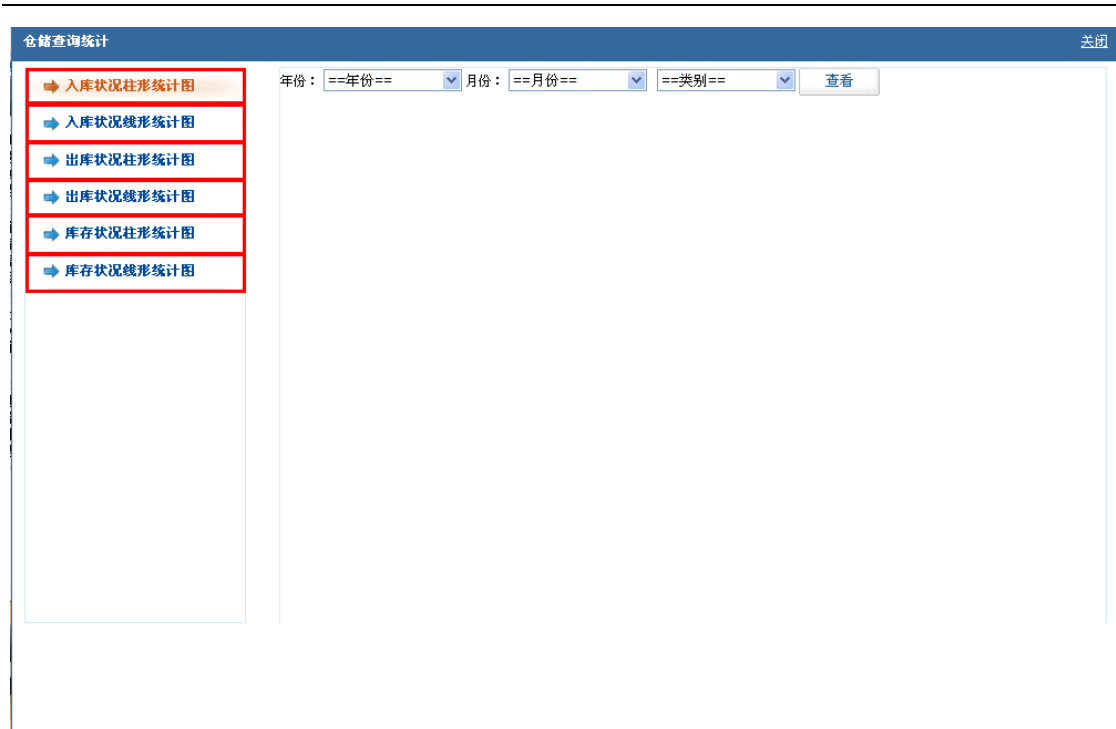 仓储查询统计 关闭
入库状况柱形统计图
入库状况线形统计图
出库状况柱形统计图
出库状况线形统计图
库存状况柱形统计图
库存状况线形统计图
年份： ==年份== 月份： ==月份== ==类别== 查看